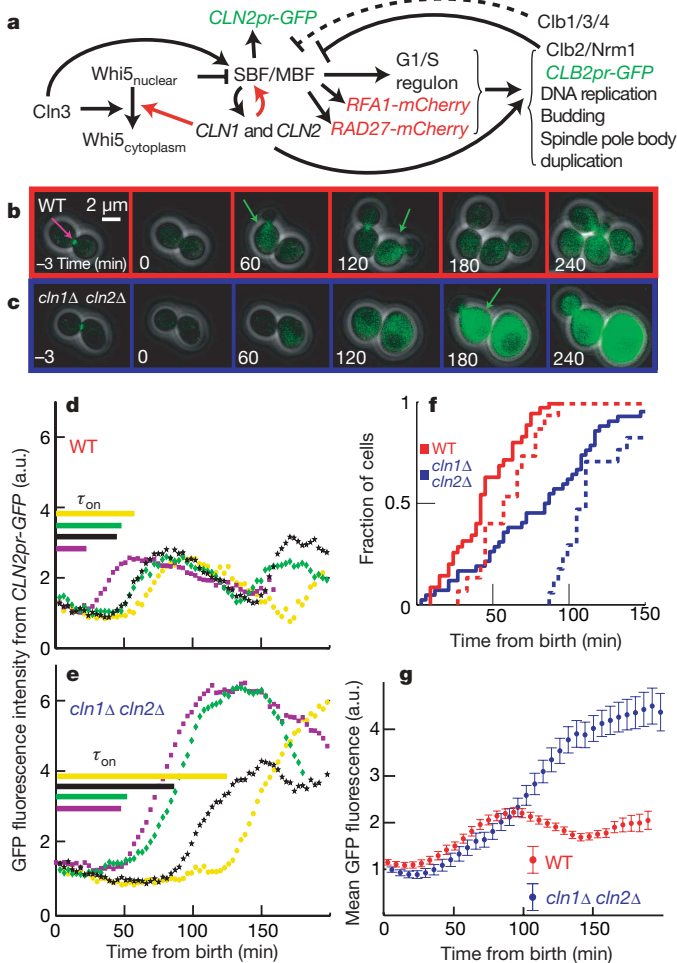 a
CLN2pr-GFP
Clb1/3/4
Clb2/Nrm1
CLB2pr-GFP
DNA replication
Budding
Spindle pole body
duplication
Whi5nuclear
SBF/MBF
G1/S
regulon
Cln3
RFA1-mCherry
RAD27-mCherry
CLN1 and CLN2
Whi5cytoplasm
b
WT
2 μm
–3 Time (min)
0
60
120
180
240
c
cln1Δ cln2Δ
–3
0
60
120
180
240
GFP fluorescence intensity from CLN2pr-GFP (a.u.)
d
WT
τon
6
4
2
0
0
50
100
150
e
cln1Δ cln2Δ
τon
6
4
2
0
0
50
100
150
Time from birth (min)
f
WT
cln1Δ
cln2Δ
Fraction of cells
1
0.5
0
50
100
150
Time from birth (min)
g
Mean GFP fluorescence (a.u.)
4
3
2
1
0
50
100
150
WT
cln1Δ cln2Δ
Time from birth (min)